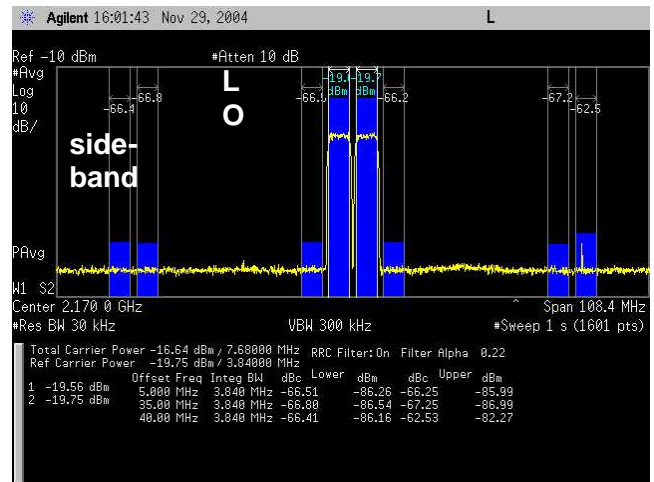 Agilent 16:01:43 Nov 29, 2004 L
Ref -10 dBm #Atten 10 dB
#Avg
Log
10
dB/
-66.4
-66.8
L
O
-19.7
dBm
dBm
-66.2
-67.2
-62.5
side-
band
PAvg
W1 S2
Center 2.170 0 GHz Span 108.4 MHz
#Res BW 30 kHz VBW 300 kHz #Sweep 1 s (1601 pts)
Total Carrier Power -16.64 dBm / 7.68000 MHz RRC Filter: On Filter Alpha 0.22
Ref Carrier Power -19.75 dBm / 3.84000 MHz
Lower Upper
Offset Freq Integ BW dBc dBm dBc dBm
1 -19.56 dBm
2 -19.75 dBm
5.000 MHz 3.840 MHz -66.51 -86.26 -66.25 -85.99
35.00 MHz 3.840 MHz -66.80 -86.54 -67.25 -86.99
40.00 MHz 3.840 MHz -66.41 -86.16 -62.53 -82.27